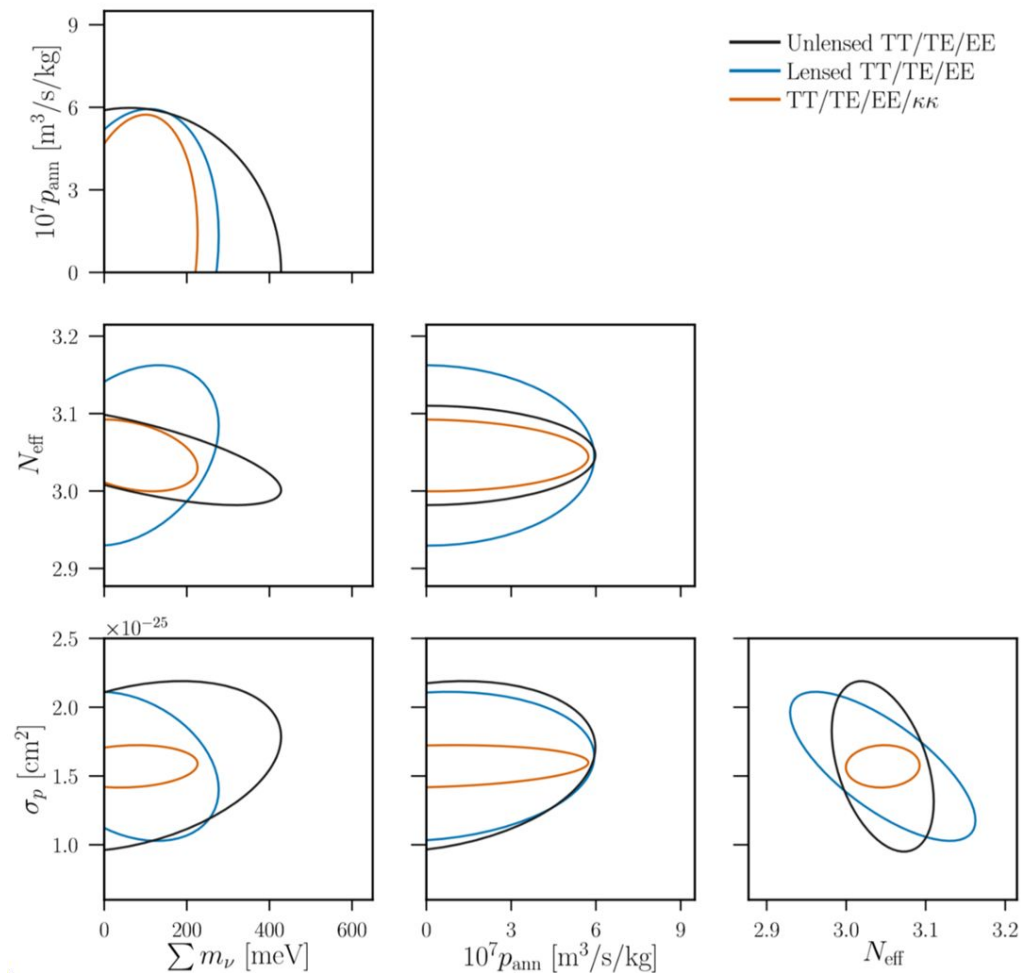 Unlensed TT/TE/EE
Lensed TT/TE/EE
TT/TE/EE/κκ
9
6
3
0
10⁷p_ann [m³/s/kg]
0 200 400
3.2
3.1
3.0
2.9
N_eff
×10⁻²⁵
2.5
2.0
1.5
1.0
σ_p [cm²]
0 200 400 600
∑ m_ν [meV]
0 3 6 9
10⁷p_ann [m³/s/kg]
2.9 3.0 3.1 3.2
N_eff